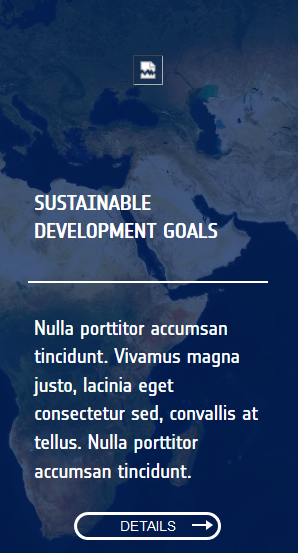 SUSTAINABLE
DEVELOPMENT GOALS
Nulla porttitor accumsan
tincidunt. Vivamus magna
justo, lacinia eget
consectetur sed, convallis at
tellus. Nulla porttitor
accumsan tincidunt.
DETAILS